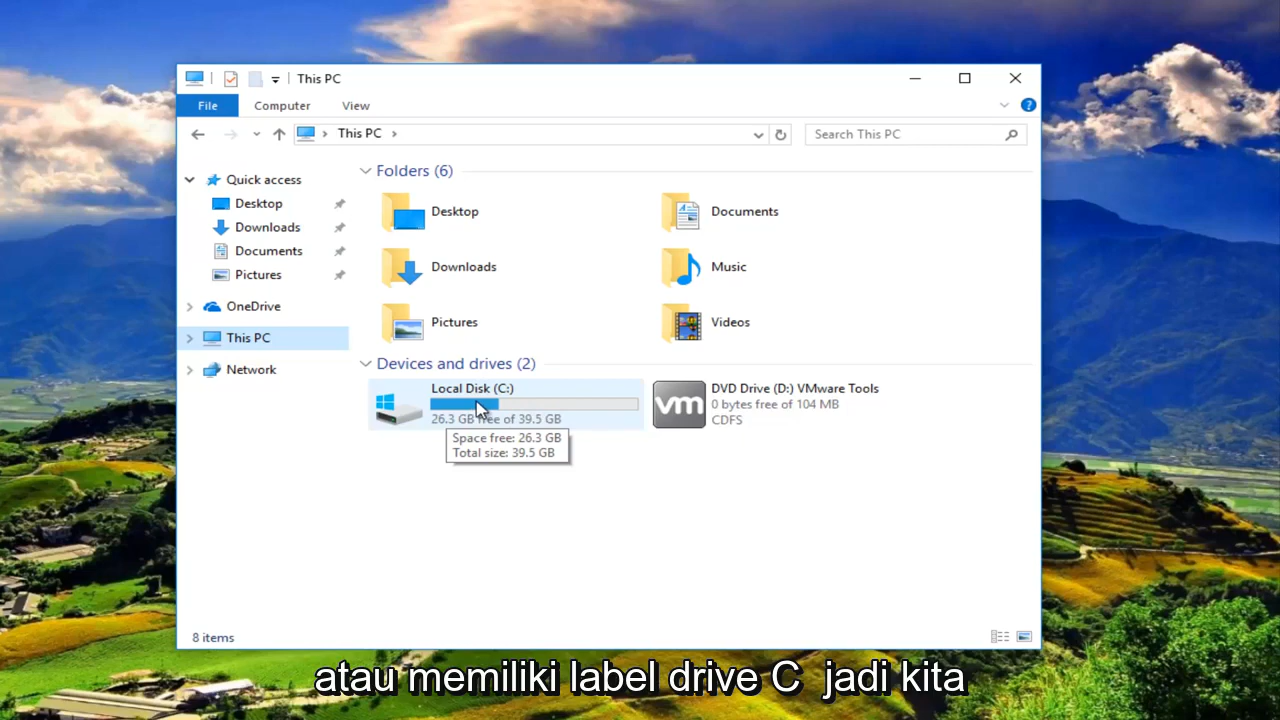 This PC
File Computer View
This PC
Search This PC
Quick access
Desktop
Downloads
Documents
Pictures
OneDrive
This PC
Network
Folders (6)
Desktop
Documents
Downloads
Music
Pictures
Videos
Devices and drives (2)
Local Disk (C:)
26.3 GB free of 39.5 GB
Space free: 26.3 GB
Total size: 39.5 GB
vm
DVD Drive (D:) VMware Tools
0 bytes free of 104 MB
CDFS
8 items
atau memiliki label drive C jadi kita